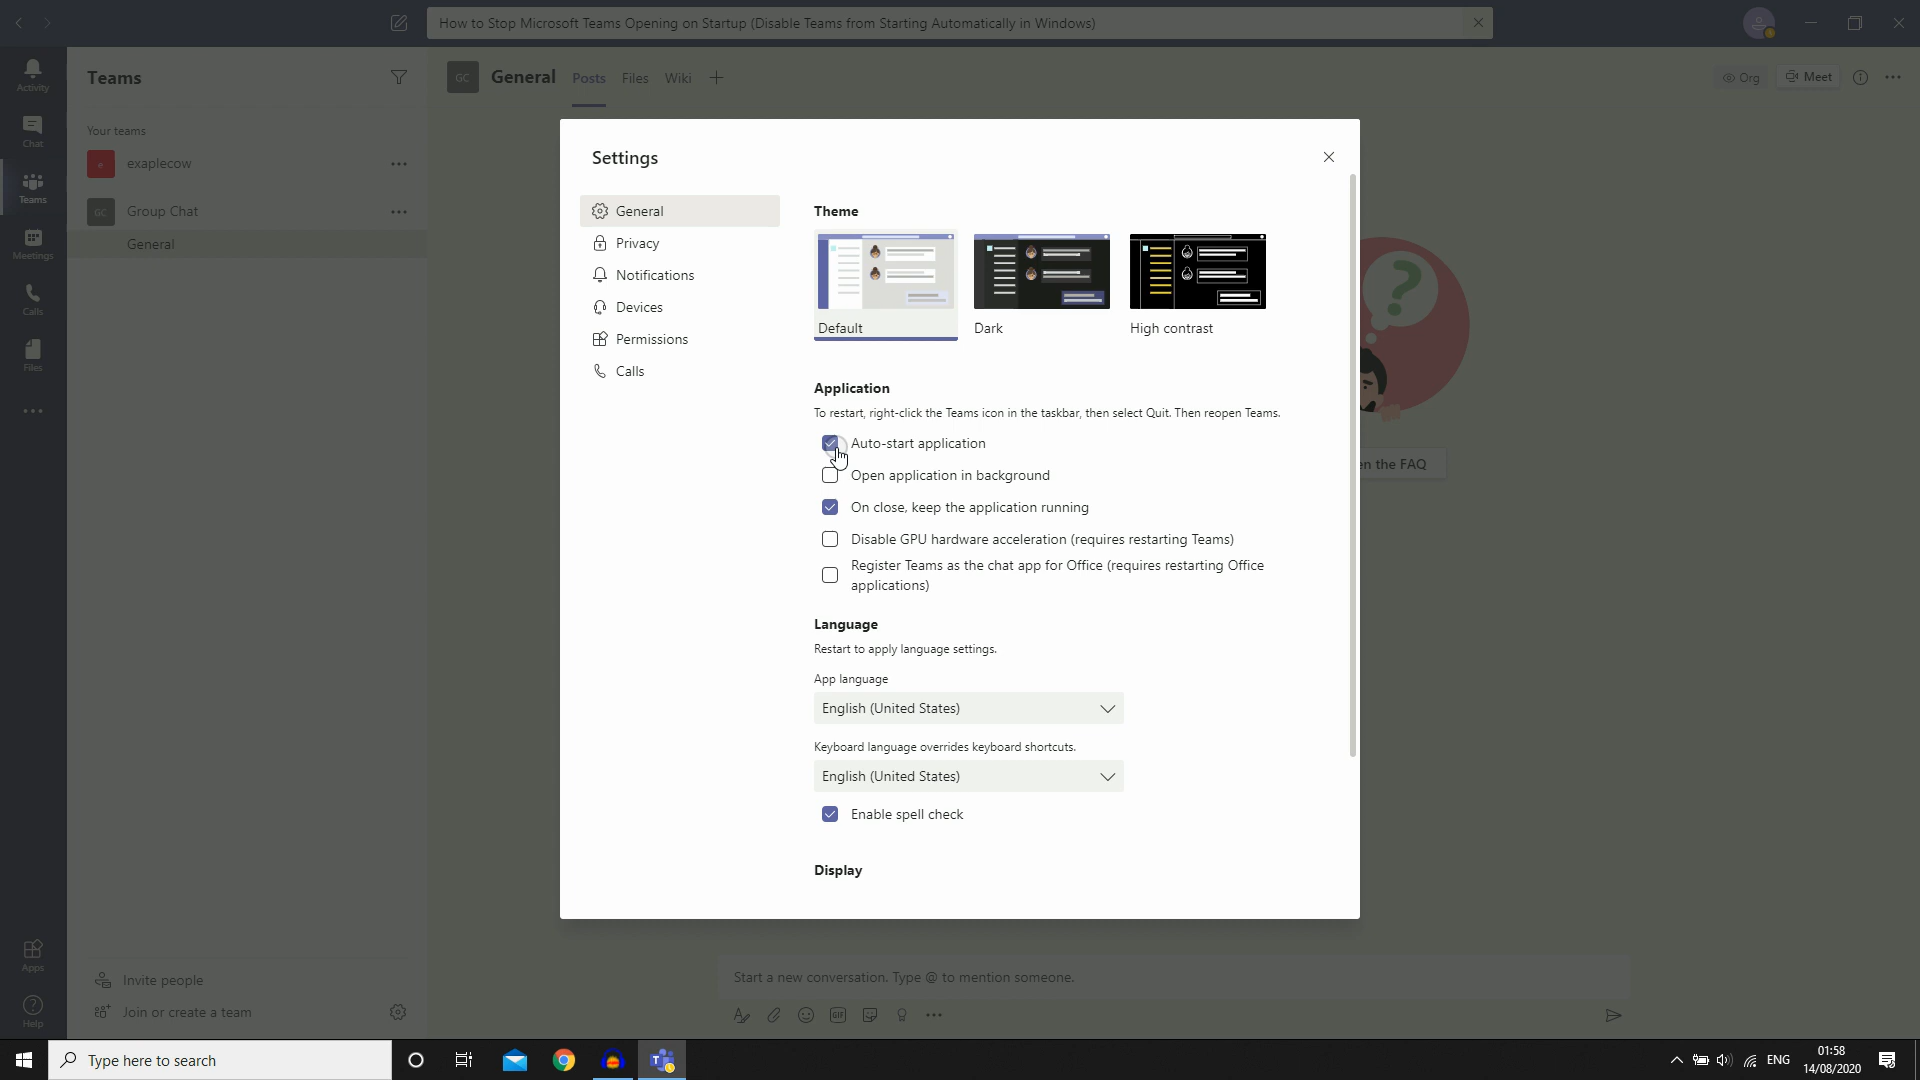 How to Stop Microsoft Teams Opening on Startup (Disable Teams from Starting Automatically in Windows)
Activity
Chat
Teams
Meetings
Calls
Files
Apps
Help
Teams
Your teams
e
exaplecow
GC
Group Chat
General
Invite people
Join or create a team
GC
General
Posts
Files
Wiki
Org
Meet
Settings
General
Privacy
Notifications
Devices
Permissions
Calls
Theme
Default
Dark
High contrast
Application
To restart, right-click the Teams icon in the taskbar, then select Quit. Then reopen Teams.
Auto-start application
Open application in background
On close, keep the application running
Disable GPU hardware acceleration (requires restarting Teams)
Register Teams as the chat app for Office (requires restarting Office
applications)
Language
Restart to apply language settings.
App language
English (United States)
Keyboard language overrides keyboard shortcuts.
English (United States)
Enable spell check
Display
?
en the FAQ
Start a new conversation. Type @ to mention someone.
GIF
Type here to search
T
ENG
01:58
14/08/2020